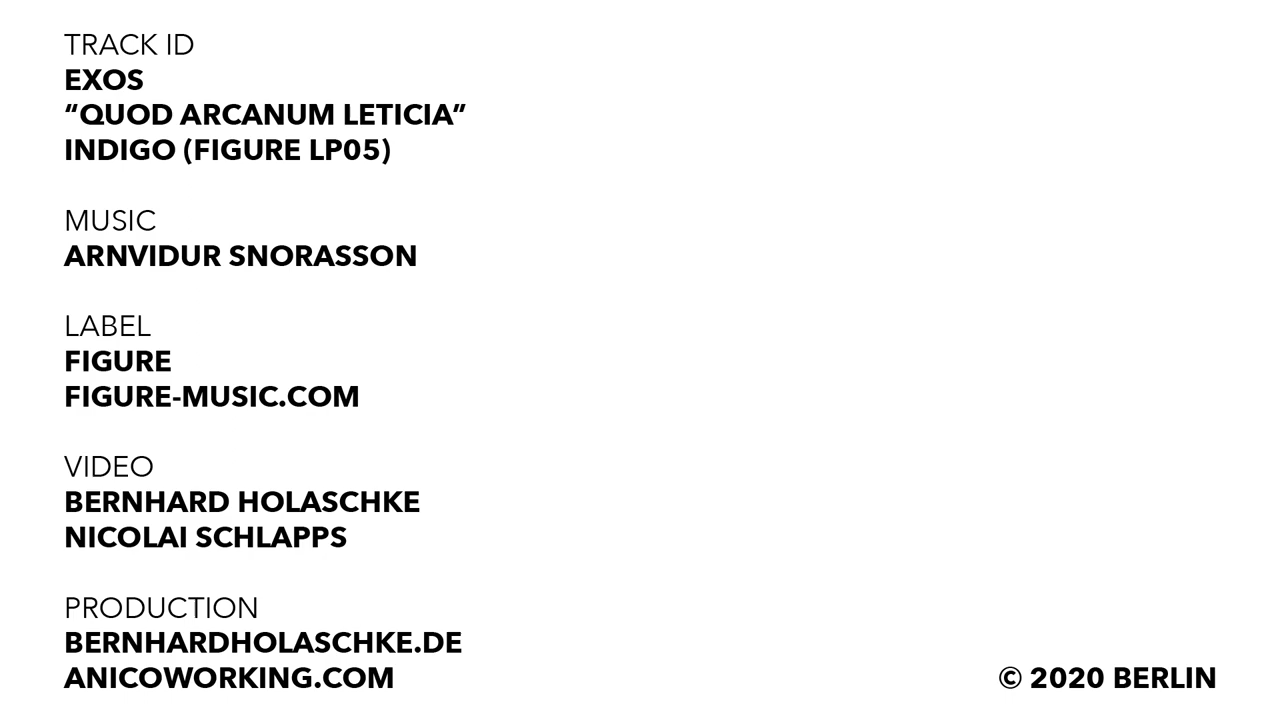 TRACK ID
EXOS
“QUOD ARCANUM LETICIA”
INDIGO (FIGURE LP05)
MUSIC
ARNVIDUR SNORASSON
LABEL
FIGURE
FIGURE-MUSIC.COM
VIDEO
BERNHARD HOLASCHKE
NICOLAI SCHLAPPS
PRODUCTION
BERNHARDHOLASCHKE.DE
ANICOWORKING.COM
© 2020 BERLIN